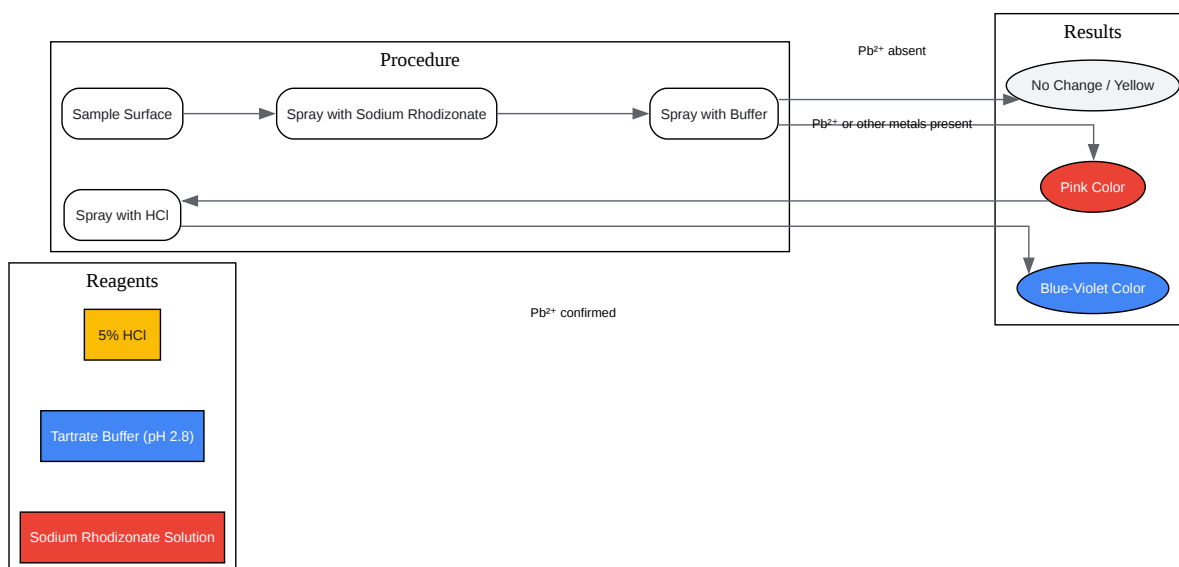 Procedure
Sample Surface
Spray with Sodium Rhodizonate
Spray with Buffer
Spray with HCl
Pb²⁺ absent
Pb²⁺ or other metals present
Pb²⁺ confirmed
Results
No Change / Yellow
Pink Color
Blue-Violet Color
Reagents
5% HCl
Tartrate Buffer (pH 2.8)
Sodium Rhodizonate Solution